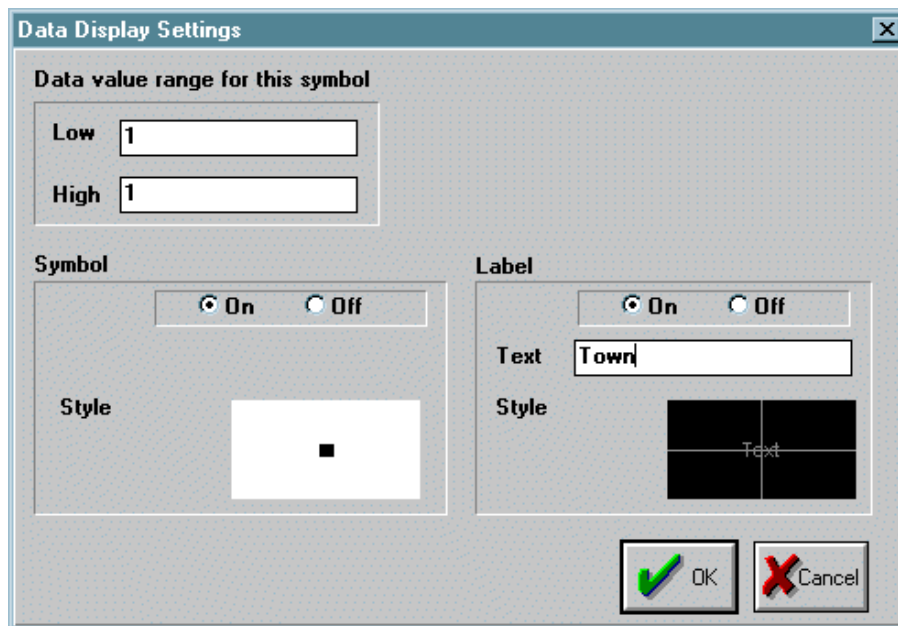 Data Display Settings
Data value range for this symbol
Low 1
High 1
Symbol
On Off
Style
Label
On Off
Text Town
Style
Text
OK Cancel